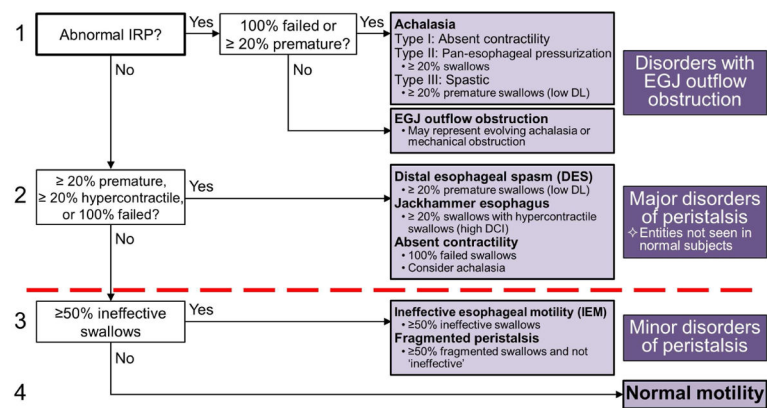 1
Abnormal IRP?
Yes
100% failed or
≥ 20% premature?
Yes
Achalasia
Type I: Absent contractility
Type II: Pan-esophageal pressurization
• ≥ 20% swallows
Type III: Spastic
• ≥ 20% premature swallows (low DL)
Disorders with
EGJ outflow
obstruction
No
No
EGJ outflow obstruction
• May represent evolving achalasia or
mechanical obstruction
2
≥ 20% premature,
≥ 20% hypercontractile,
or 100% failed?
Yes
Distal esophageal spasm (DES)
• ≥ 20% premature swallows (low DL)
Jackhammer esophagus
• ≥ 20% swallows with hypercontractile
swallows (high DCI)
Absent contractility
• 100% failed swallows
• Consider achalasia
Major disorders
of peristalsis
✧ Entities not seen in
normal subjects
No
3
≥50% ineffective
swallows
Yes
Ineffective esophageal motility (IEM)
• ≥50% ineffective swallows
Fragmented peristalsis
• ≥50% fragmented swallows and not
'ineffective'
Minor disorders
of peristalsis
No
4
Normal motility